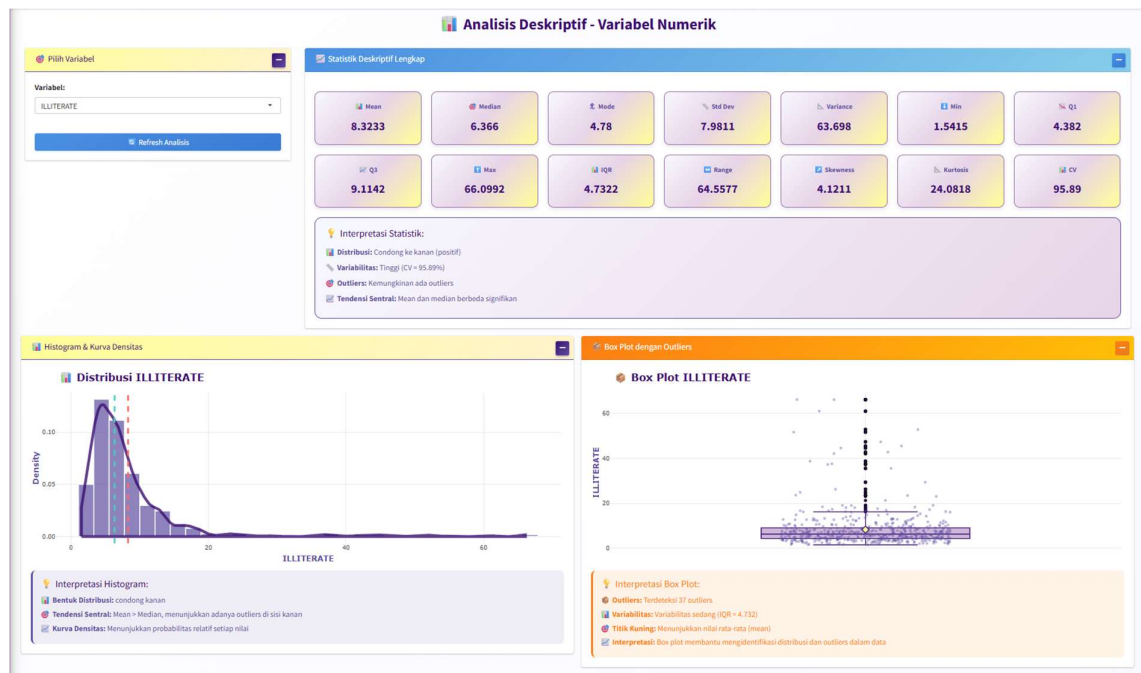 Analisis Deskriptif - Variabel Numerik
Pilih Variabel
Variabel:
ILLITERATE
Refresh Analisis
Statistik Deskriptif Lengkap
Mean
8.3233
Median
6.366
Mode
4.78
Std Dev
7.9811
Variance
63.698
Min
1.5415
Q1
4.382
Q3
9.1142
Max
66.0992
IQR
4.7322
Range
64.5577
Skewness
4.1211
Kurtosis
24.0818
CV
95.89
Interpretasi Statistik:
Distribusi: Condong ke kanan (positif)
Variabilitas: Tinggi (CV = 95.89%)
Outliers: Kemungkinan ada outliers
Tendensi Sentral: Mean dan median berbeda signifikan
Histogram & Kurva Densitas
Distribusi ILLITERATE
Density
0.10
0.05
0.00
0
20
40
60
ILLITERATE
Interpretasi Histogram:
Bentuk Distribusi: condong kanan
Tendensi Sentral: Mean > Median, menunjukkan adanya outliers di sisi kanan
Kurva Densitas: Menunjukkan probabilitas relatif setiap nilai
Box Plot dengan Outliers
Box Plot ILLITERATE
ILLITERATE
60
40
20
0
Interpretasi Box Plot:
Outliers: Terdeteksi 37 outliers
Variabilitas: Variabilitas sedang (IQR = 4.732)
Titik Kuning: Menunjukkan nilai rata-rata (mean)
Interpretasi: Box plot membantu mengidentifikasi distribusi dan outliers dalam data